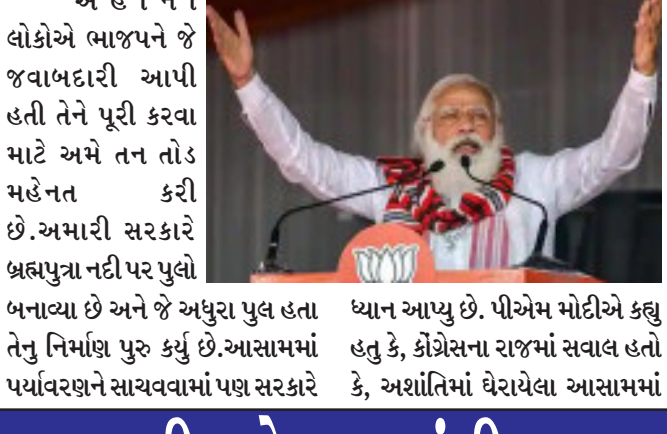 લોકોએ ભાજપને જે
જવાબદારી આપી
હતી તેને પૂરી કરવા
માટે અમે તન તોડ
મહેનત કરી
છે.અમારી સરકારે
બ્રહ્મપુત્રા નદી પર પુલો
બનાવ્યા છે અને જે અધુરા પુલ હતા
તેનુ નિર્માણ પુરુ કર્યુ છે.આસામમાં
પર્યાવરણને સાચવવામાં પણ સરકારે
ધ્યાન આપ્યુ છે. પીએમ મોદીએ કહ્યુ
હતુ કે, કોંગ્રેસના રાજમાં સવાલ હતો
કે, અશાંતિમાં ઘેરાયેલા આસામમાં